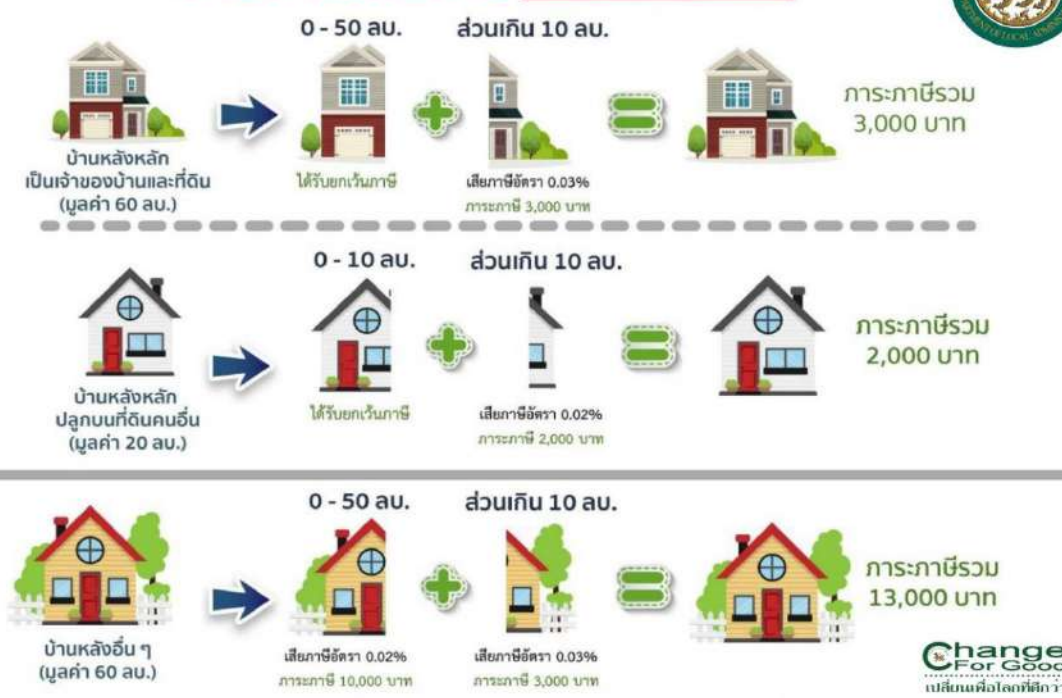 0 - 50 ลบ.
ส่วนเกิน 10 ลบ.
บ้านหลังหลัก
เป็นเจ้าของบ้านและที่ดิน
(มูลค่า 60 ลบ.)
ได้รับยกเว้นภาษี
เสียภาษีอัตรา 0.03%
ภาระภาษี 3,000 บาท
ภาระภาษีรวม
3,000 บาท
0 - 10 ลบ.
ส่วนเกิน 10 ลบ.
บ้านหลังหลัก
ปลูกบนที่ดินคนอื่น
(มูลค่า 20 ลบ.)
ได้รับยกเว้นภาษี
เสียภาษีอัตรา 0.02%
ภาระภาษี 2,000 บาท
ภาระภาษีรวม
2,000 บาท
0 - 50 ลบ.
ส่วนเกิน 10 ลบ.
บ้านหลังอื่น ๆ
(มูลค่า 60 ลบ.)
เสียภาษีอัตรา 0.02%
ภาระภาษี 10,000 บาท
เสียภาษีอัตรา 0.03%
ภาระภาษี 3,000 บาท
ภาระภาษีรวม
13,000 บาท
Change
For Good